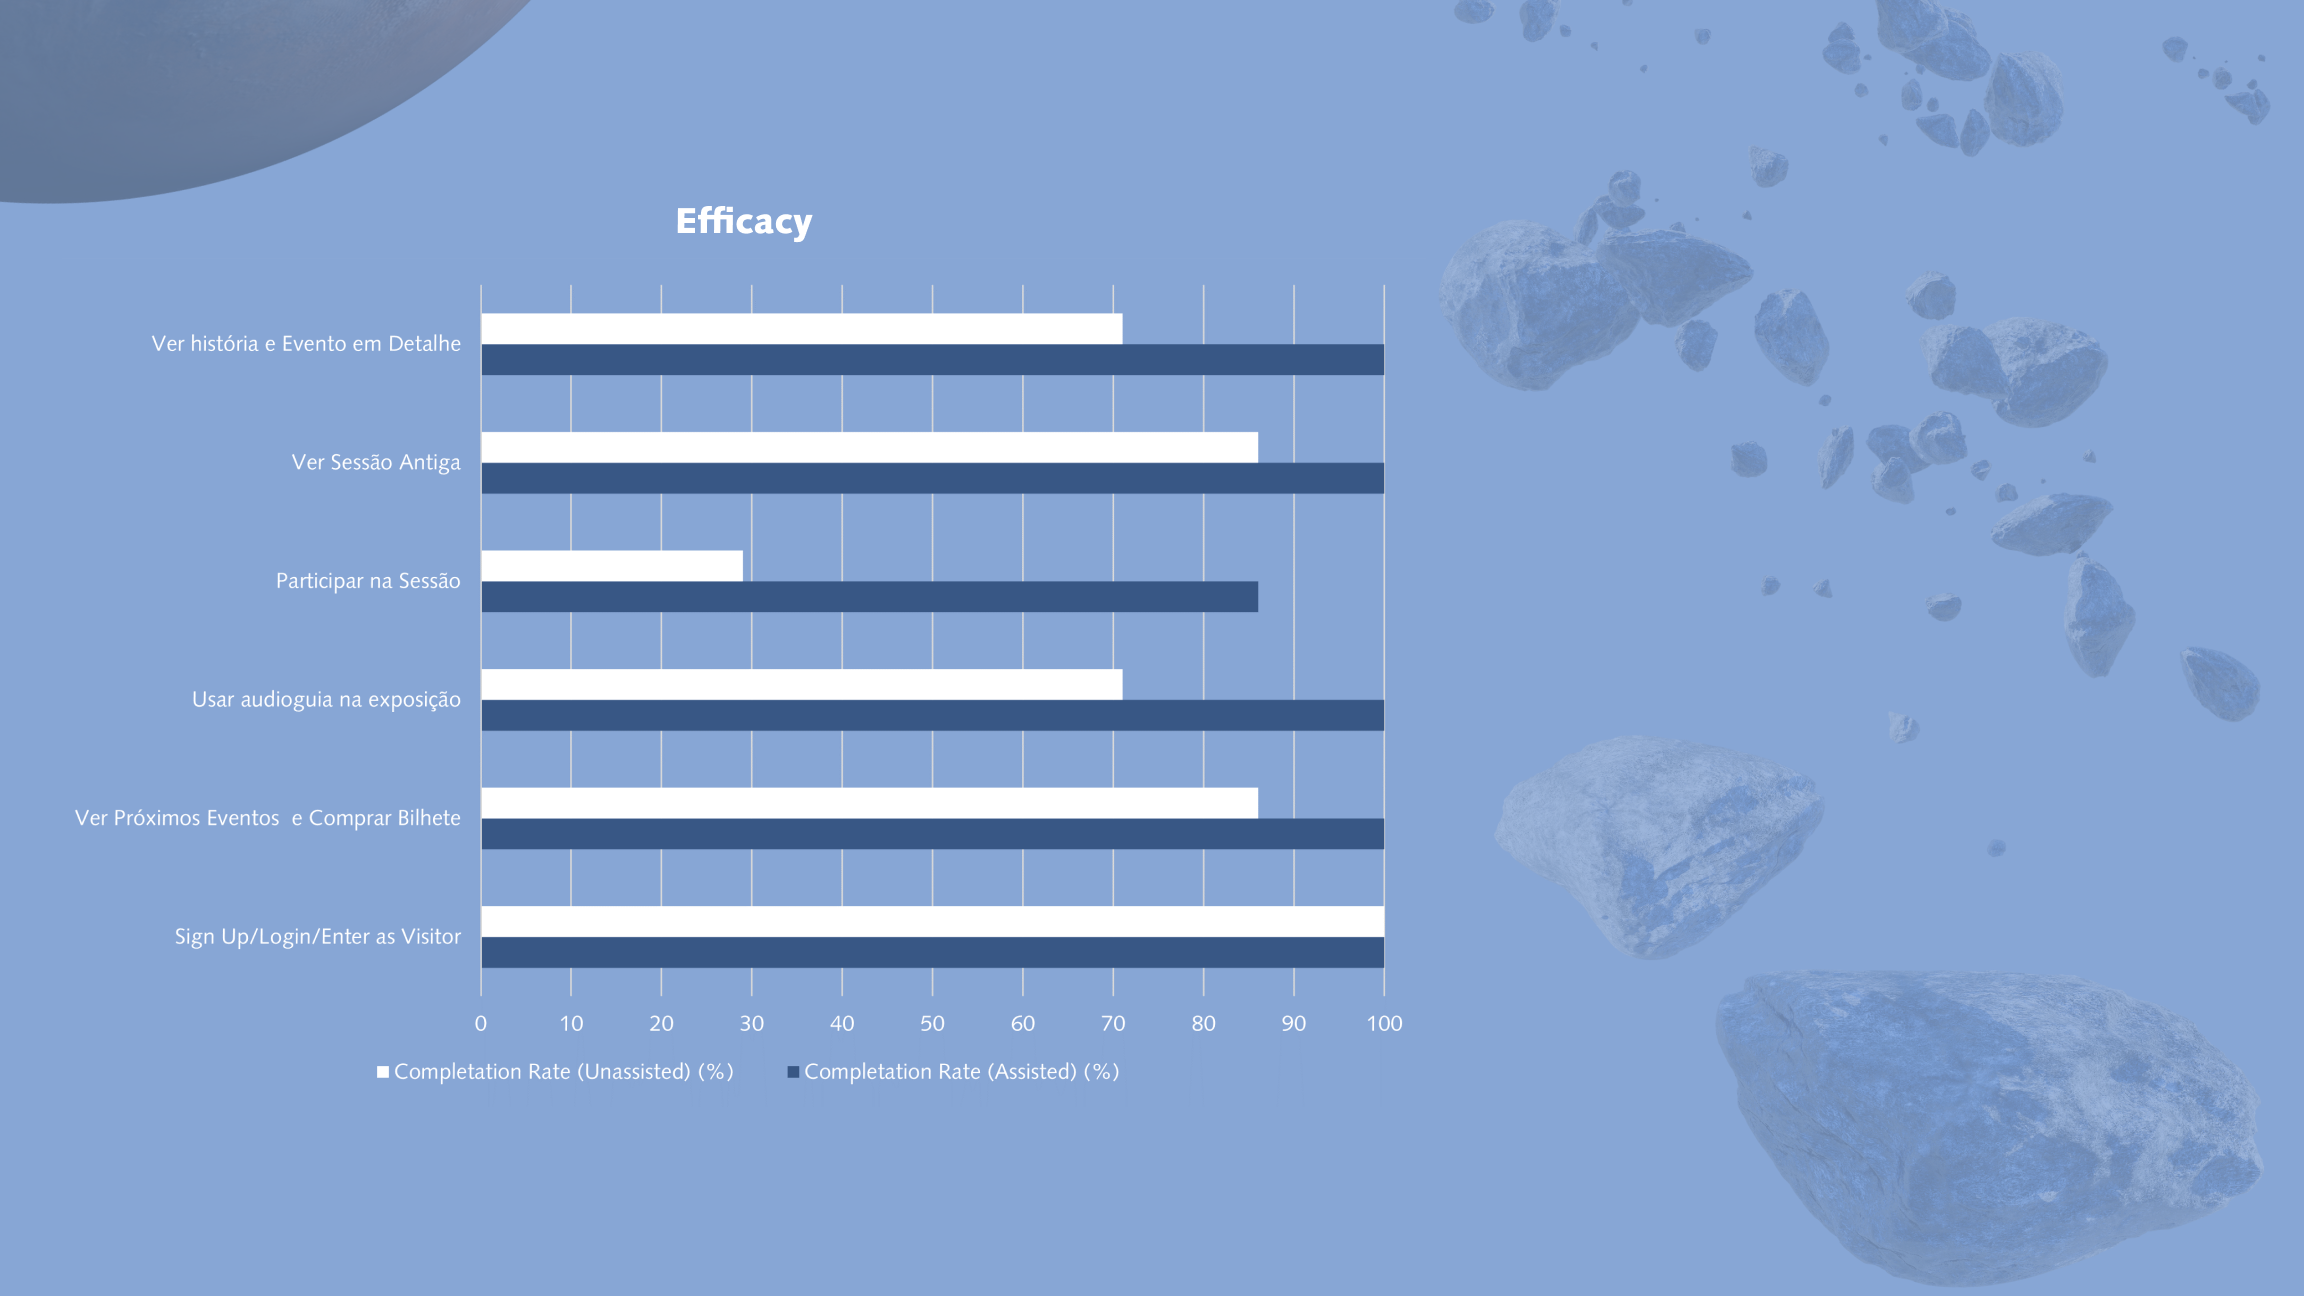 Efficacy
Ver história e Evento em Detalhe
Ver Sessão Antiga
Participar na Sessão
Usar audioguia na exposição
Ver Próximos Eventos  e Comprar Bilhete
Sign Up/Login/Enter as Visitor
0 10 20 30 40 50 60 70 80 90 100
Completation Rate (Unassisted) (%) Completation Rate (Assisted) (%)